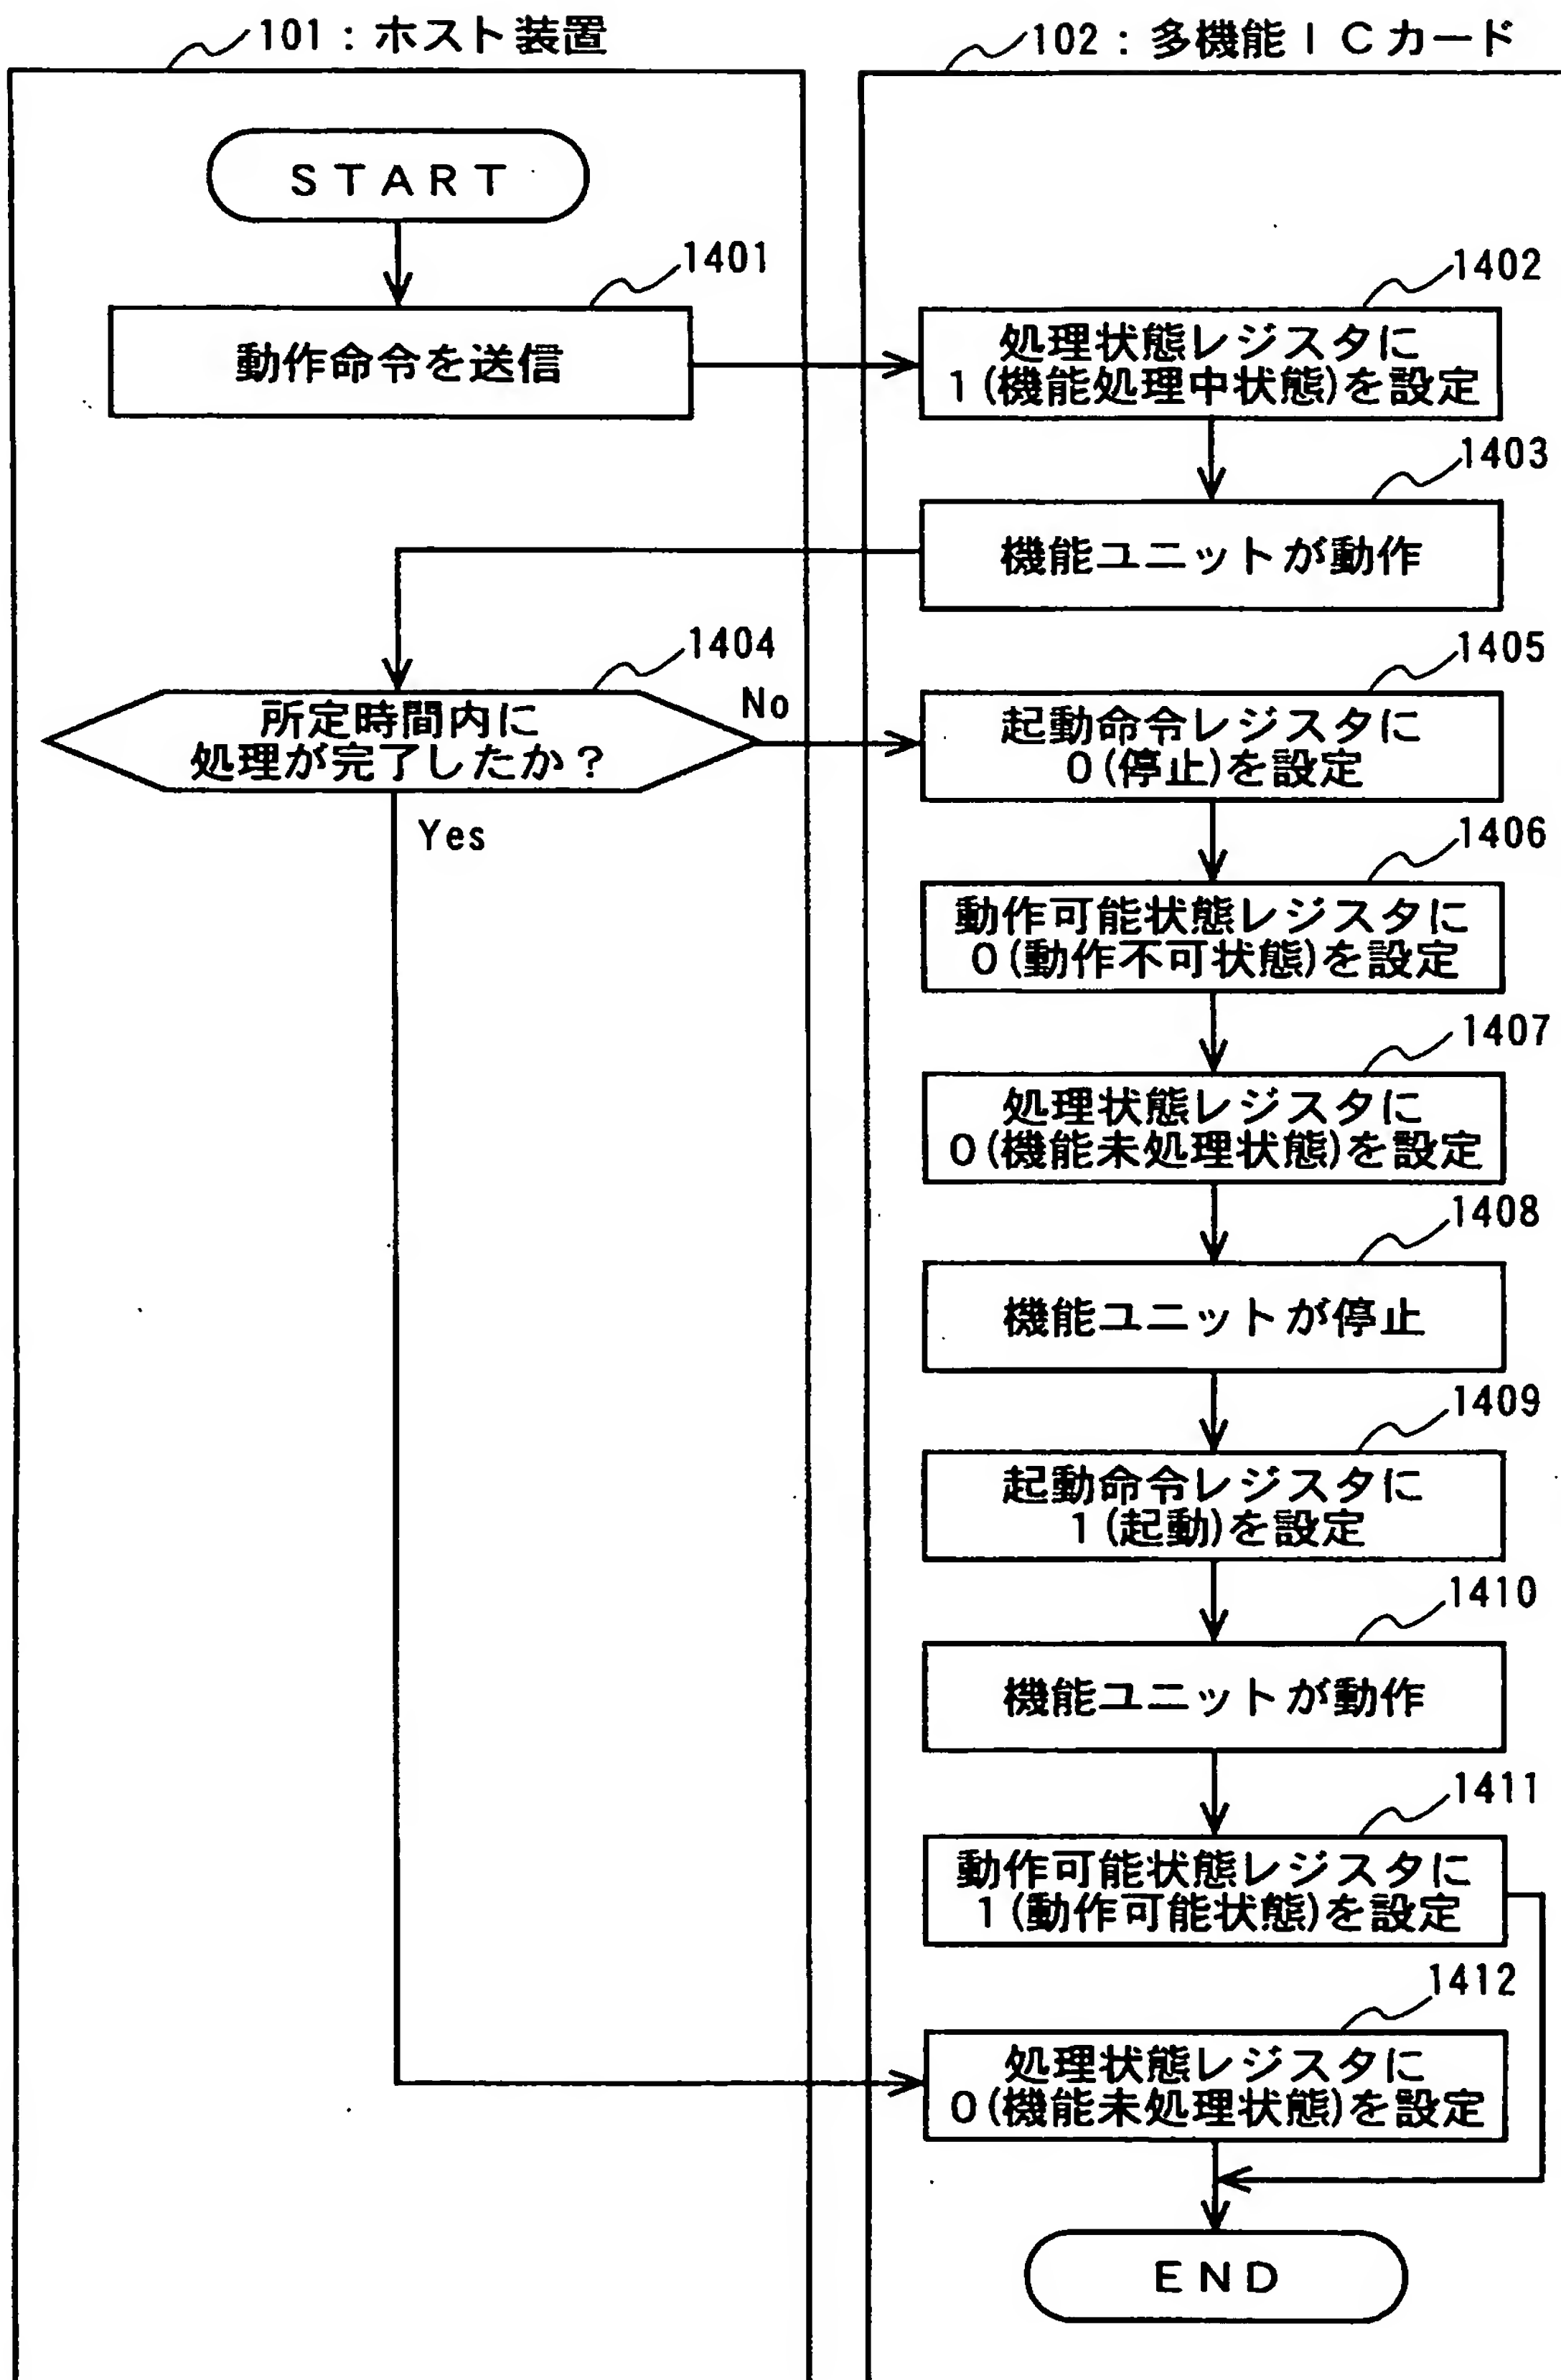 101：ホスト装置
102：多機能ＩＣカード
ＳＴＡＲＴ
1401
動作命令を送信
1402
処理状態レジスタに
1(機能処理中状態)を設定
1403
機能ユニットが動作
1404
所定時間内に
処理が完了したか？
No
Yes
1405
起動命令レジスタに
0(停止)を設定
1406
動作可能状態レジスタに
0(動作不可状態)を設定
1407
処理状態レジスタに
0(機能未処理状態)を設定
1408
機能ユニットが停止
1409
起動命令レジスタに
1(起動)を設定
1410
機能ユニットが動作
1411
動作可能状態レジスタに
1(動作可能状態)を設定
1412
処理状態レジスタに
0(機能未処理状態)を設定
ＥＮＤ